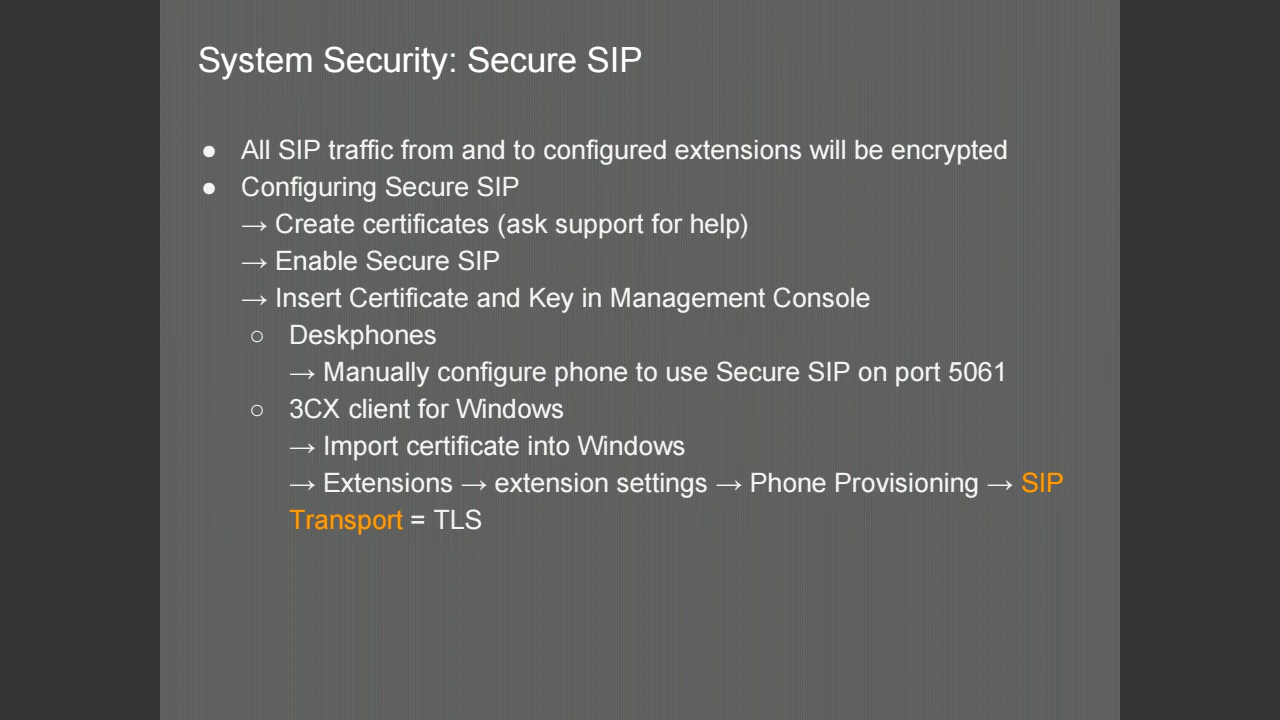 System Security: Secure SIP
● All SIP traffic from and to configured extensions will be encrypted
● Configuring Secure SIP
→ Create certificates (ask support for help)
→ Enable Secure SIP
→ Insert Certificate and Key in Management Console
○ Deskphones
→ Manually configure phone to use Secure SIP on port 5061
○ 3CX client for Windows
→ Import certificate into Windows
→ Extensions → extension settings → Phone Provisioning → SIP
Transport = TLS